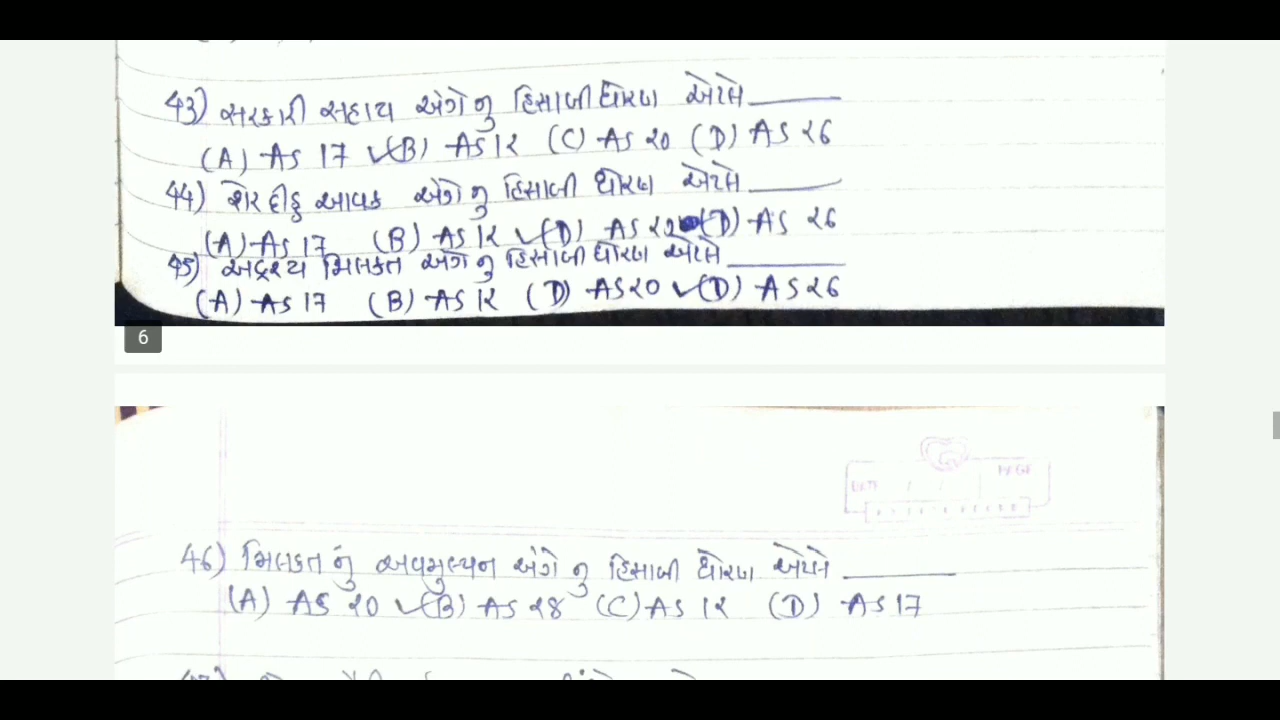 43) સરકારી સહાય અંગેનુ હિસાબી ધોરણ એટલે ______
(A) AS 17 ✓(B) AS 12 (C) AS 20 (D) AS 26
44) શેર દીઠ આવક અંગેનુ હિસાબી ધોરણ એટલે ______
(A) AS 17 (B) AS 12 ✓(D) AS 20 (D) AS 26
45) અદ્રશ્ય મિલકત અંગેનુ હિસાબી ધોરણ એટલે ______
(A) AS 17 (B) AS 12 (D) AS 20 ✓(D) AS 26
6
DATE / / PAGE
46) મિલકતનું અવમુલ્યન અંગેનુ હિસાબી ધોરણ એટલે ______
(A) AS 20 ✓(B) AS 28 (C) AS 12 (D) AS 17